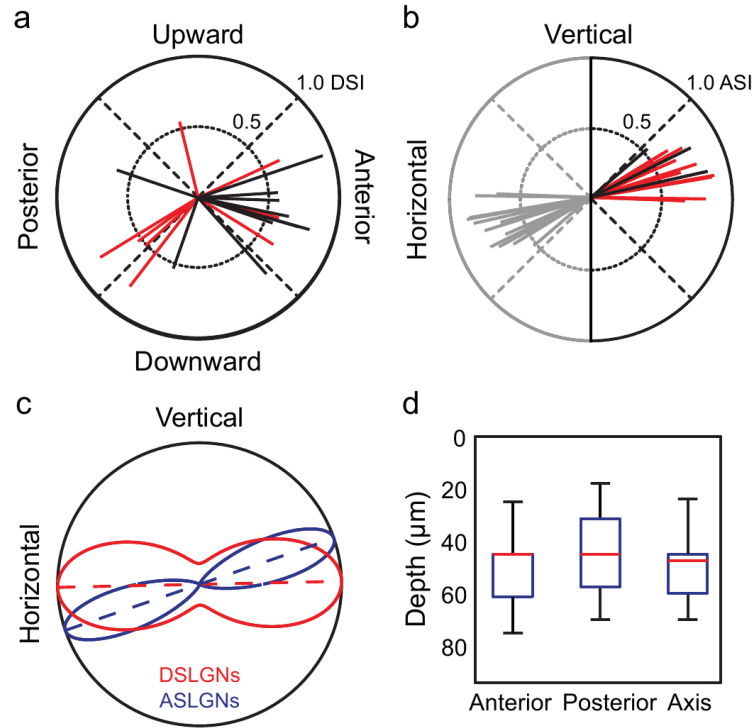 a
Upward
1.0 DSI
0.5
Posterior
Anterior
Downward
b
Vertical
1.0 ASI
0.5
Horizontal
c
Vertical
Horizontal
DSLGNs
ASLGNs
d
0
20
40
60
80
Depth (μm)
Anterior Posterior Axis